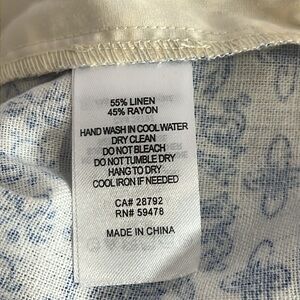 55% LINEN
45% RAYON
HAND WASH IN COOL WATER
DRY CLEAN
DO NOT BLEACH
DO NOT TUMBLE DRY
HANG TO DRY
COOL IRON IF NEEDED
CA# 28792
RN# 59478
MADE IN CHINA